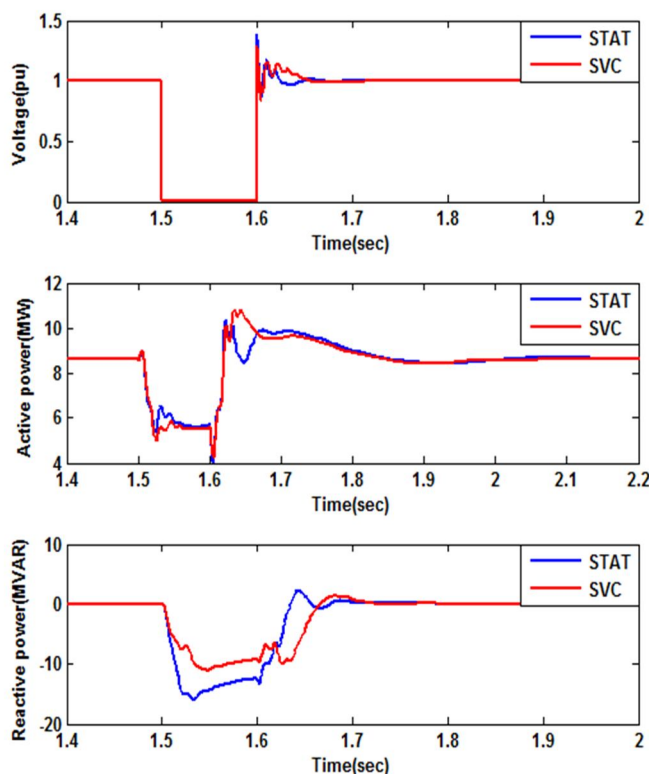 1.5
STAT
SVC
1
0.5
0
Voltage(pu)
1.4 1.5 1.6 1.7 1.8 1.9 2
Time(sec)
12
STAT
SVC
10
8
6
4
Active power(MW)
1.4 1.5 1.6 1.7 1.8 1.9 2 2.1 2.2
Time(sec)
10
STAT
SVC
0
-10
-20
Reactive power(MVAR)
1.4 1.5 1.6 1.7 1.8 1.9 2
Time(sec)